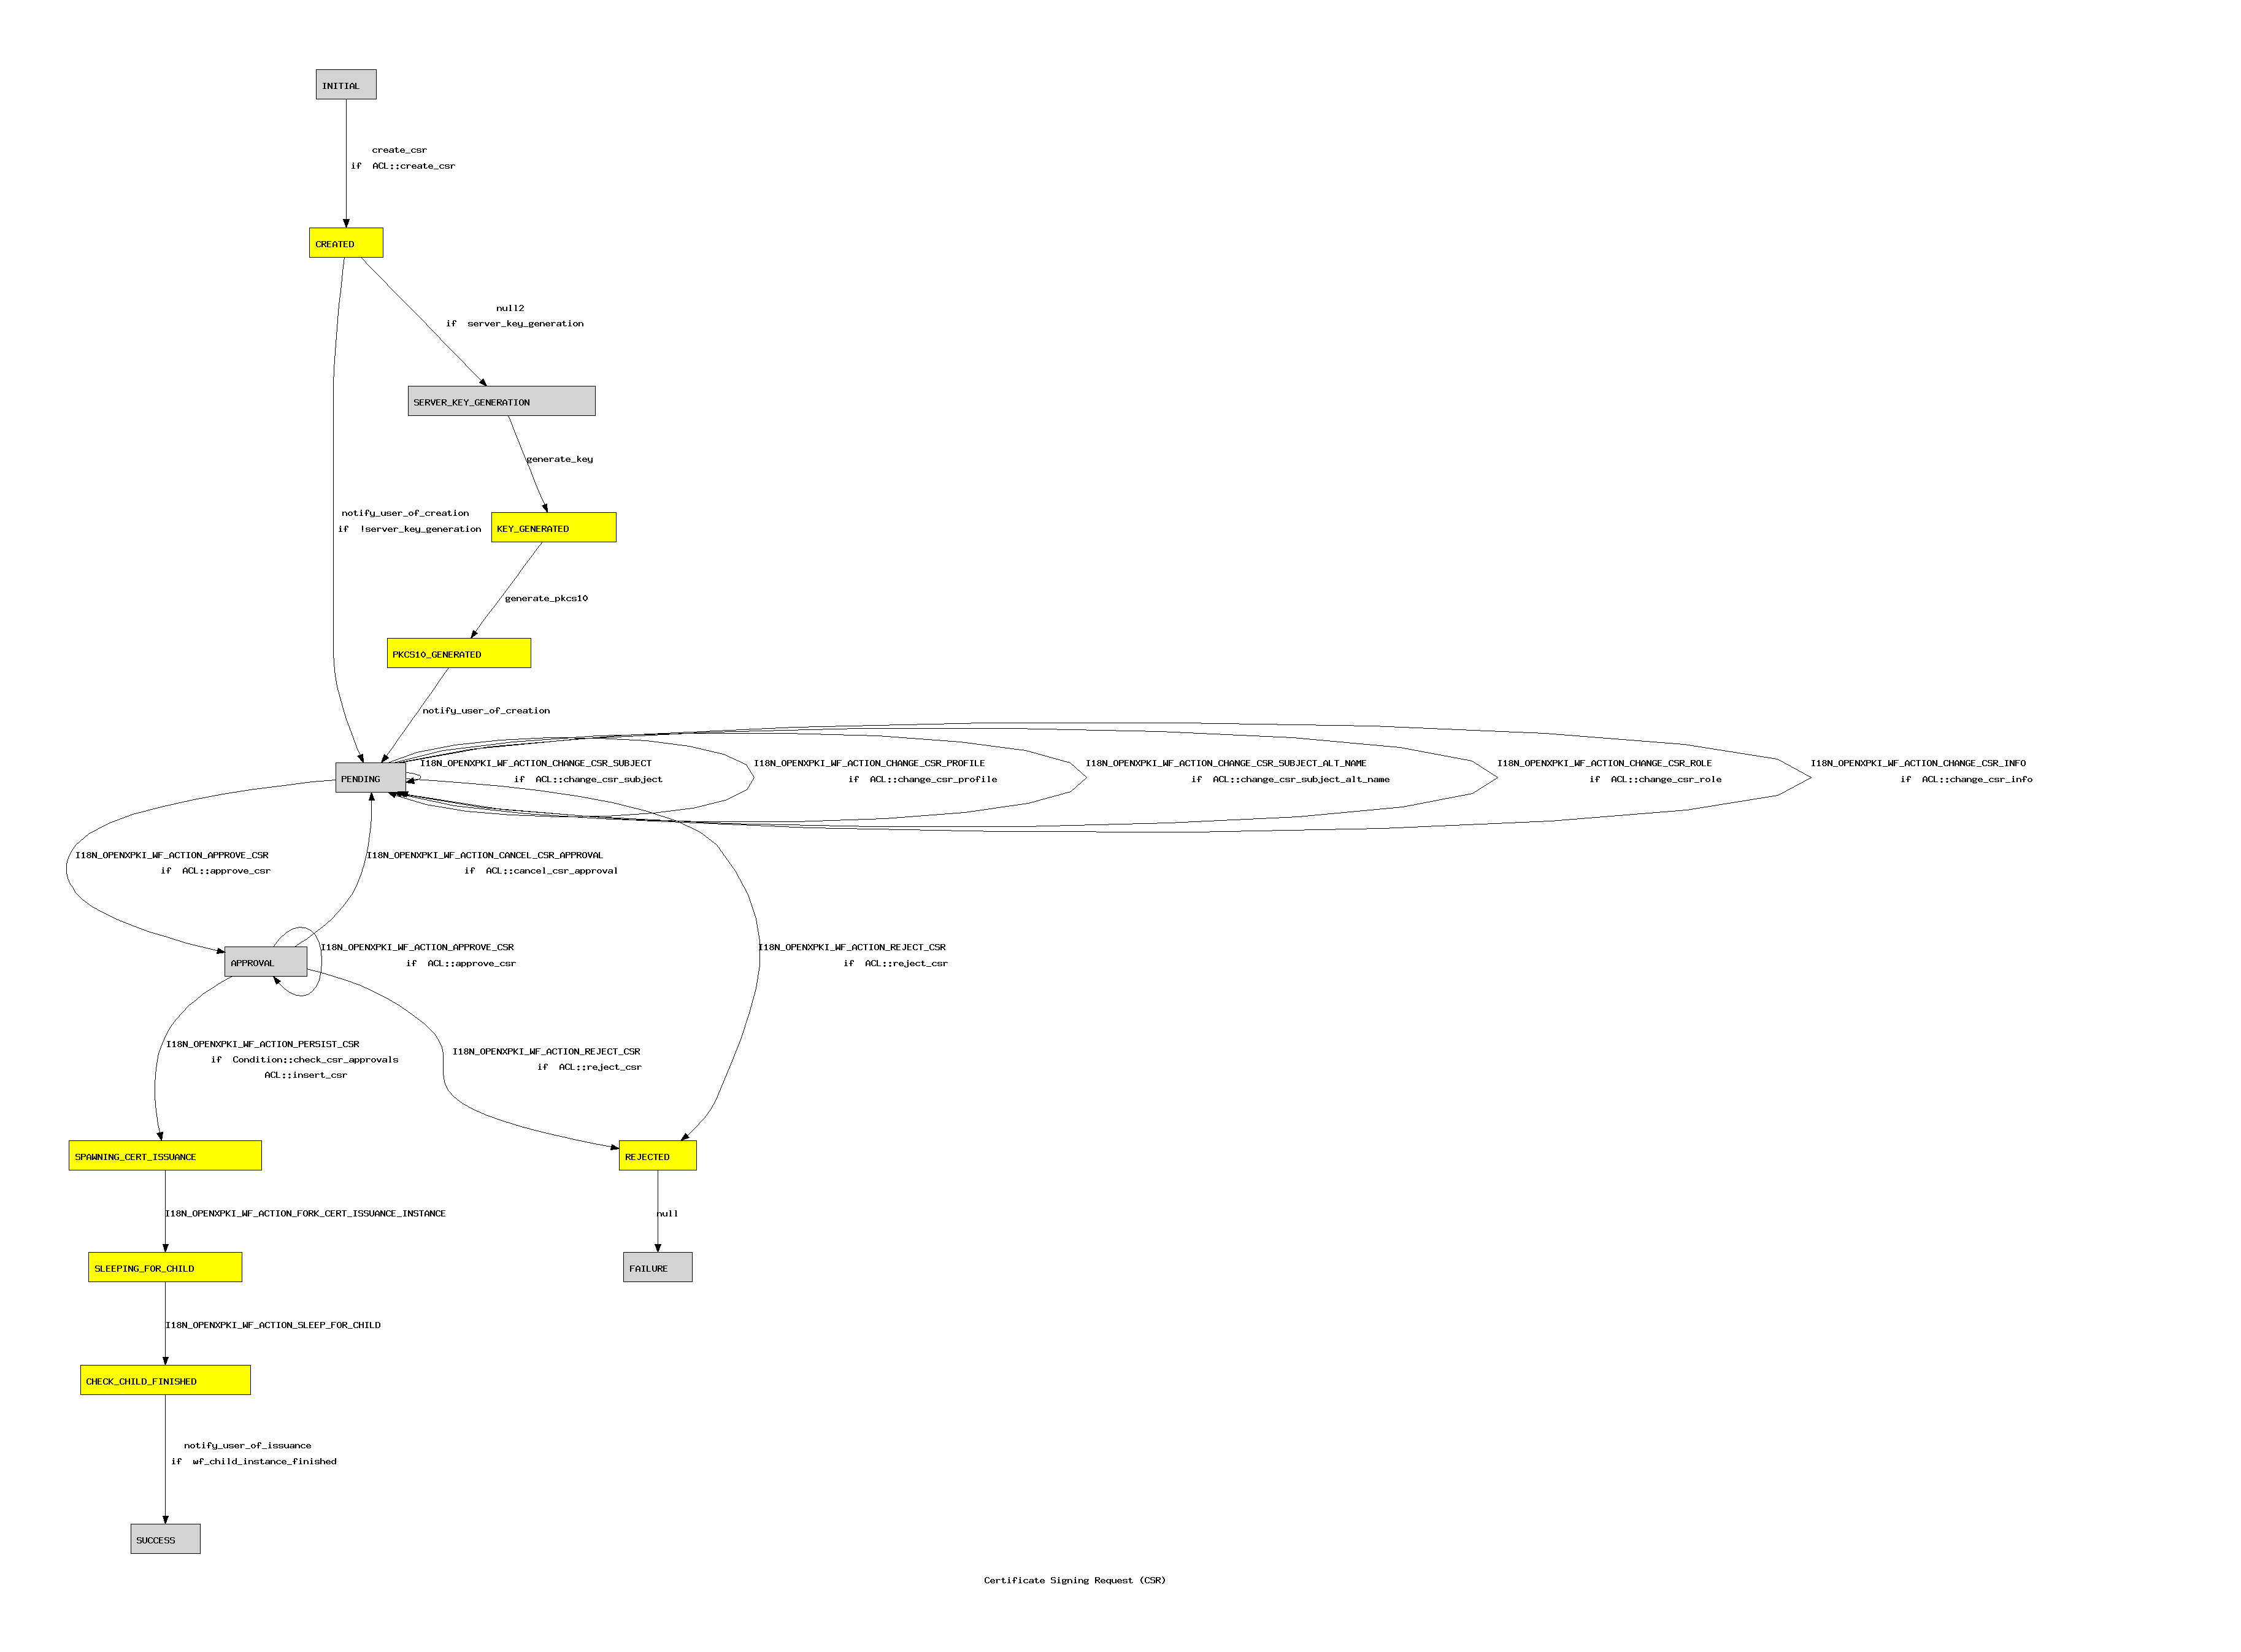 INITIAL
create_csr
if ACL::create_csr
CREATED
null2
if server_key_generation
SERVER_KEY_GENERATION
generate_key
notify_user_of_creation
if !server_key_generation
KEY_GENERATED
generate_pkcs10
PKCS10_GENERATED
notify_user_of_creation
PENDING
I18N_OPENXPKI_WF_ACTION_CHANGE_CSR_SUBJECT
if ACL::change_csr_subject
I18N_OPENXPKI_WF_ACTION_CHANGE_CSR_PROFILE
if ACL::change_csr_profile
I18N_OPENXPKI_WF_ACTION_CHANGE_CSR_SUBJECT_ALT_NAME
if ACL::change_csr_subject_alt_name
I18N_OPENXPKI_WF_ACTION_CHANGE_CSR_ROLE
if ACL::change_csr_role
I18N_OPENXPKI_WF_ACTION_CHANGE_CSR_INFO
if ACL::change_csr_info
I18N_OPENXPKI_WF_ACTION_APPROVE_CSR
if ACL::approve_csr
I18N_OPENXPKI_WF_ACTION_CANCEL_CSR_APPROVAL
if ACL::cancel_csr_approval
APPROVAL
I18N_OPENXPKI_WF_ACTION_APPROVE_CSR
if ACL::approve_csr
I18N_OPENXPKI_WF_ACTION_REJECT_CSR
if ACL::reject_csr
I18N_OPENXPKI_WF_ACTION_PERSIST_CSR
if Condition::check_csr_approvals
ACL::insert_csr
I18N_OPENXPKI_WF_ACTION_REJECT_CSR
if ACL::reject_csr
SPAWNING_CERT_ISSUANCE
REJECTED
I18N_OPENXPKI_WF_ACTION_FORK_CERT_ISSUANCE_INSTANCE
null
SLEEPING_FOR_CHILD
FAILURE
I18N_OPENXPKI_WF_ACTION_SLEEP_FOR_CHILD
CHECK_CHILD_FINISHED
notify_user_of_issuance
if wf_child_instance_finished
SUCCESS
Certificate Signing Request (CSR)